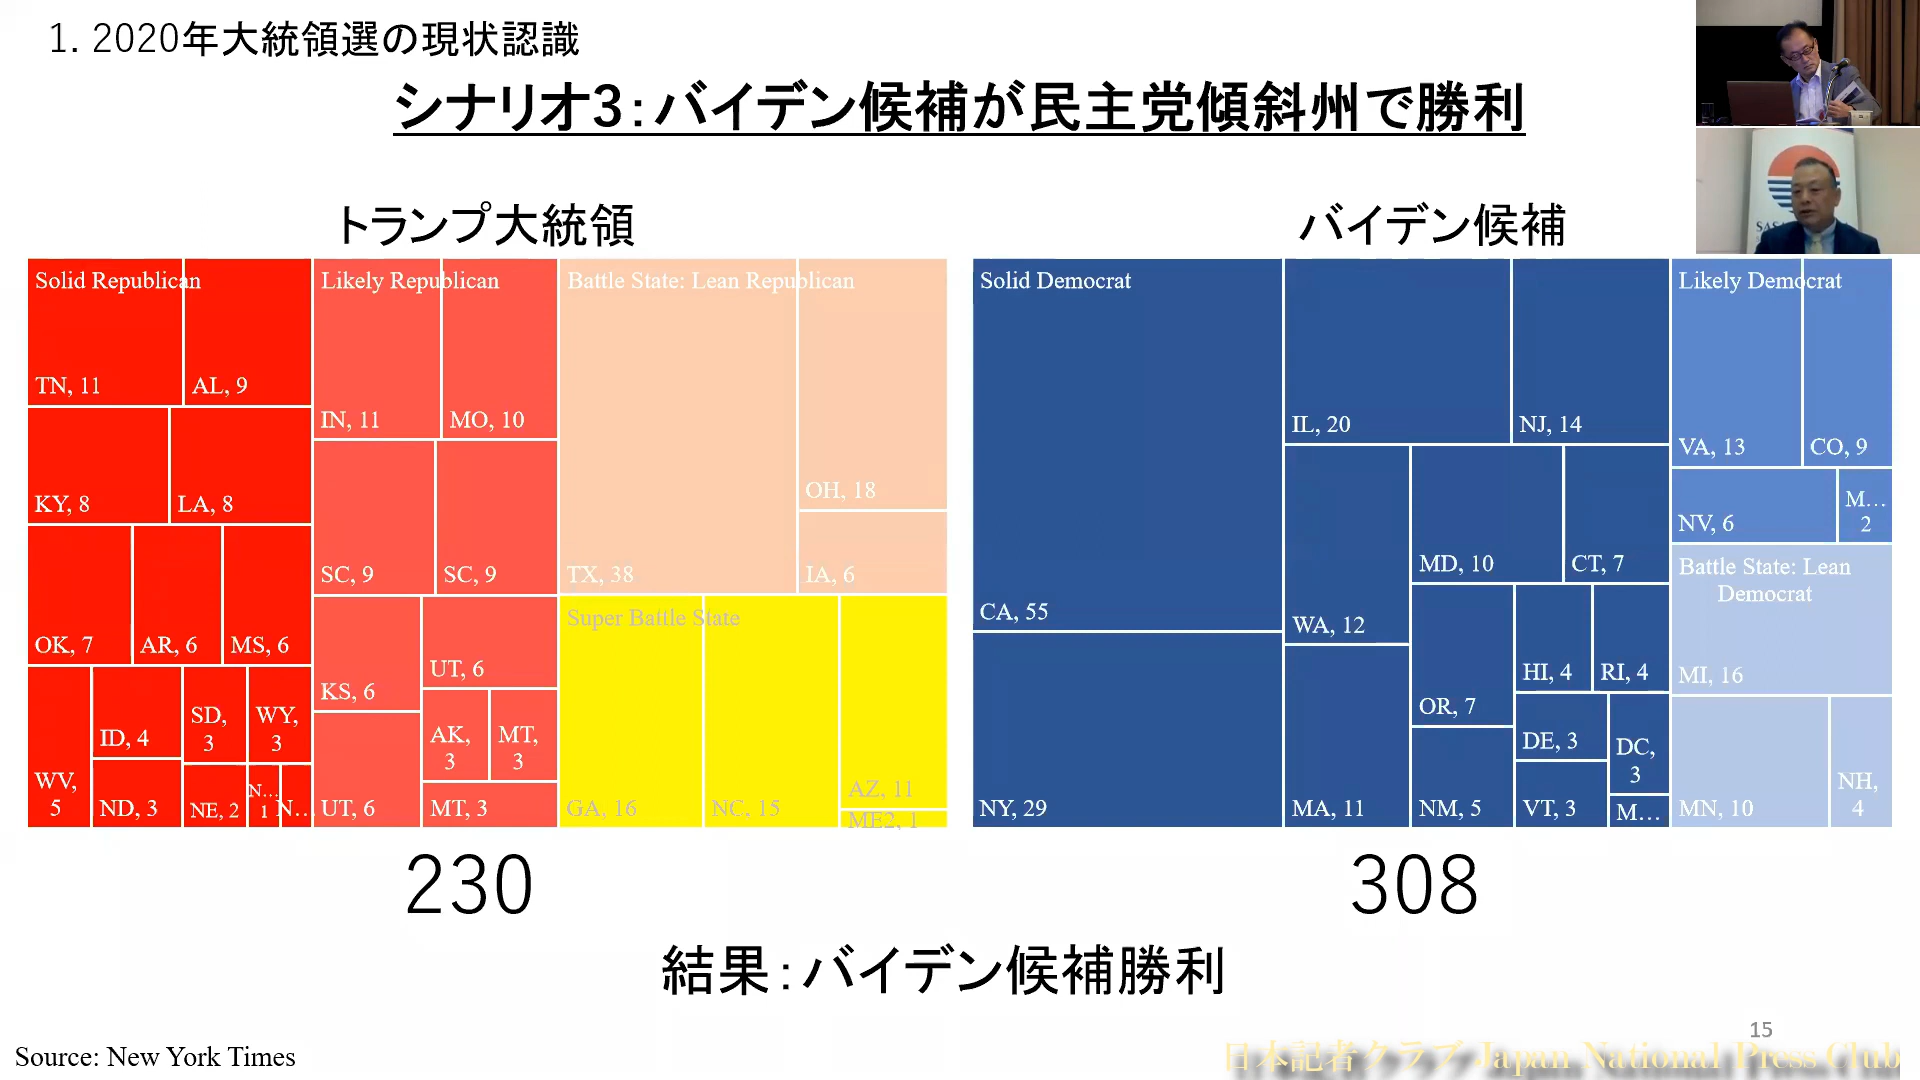 1. 2020年大統領選の現状認識
シナリオ3：バイデン候補が民主党傾斜州で勝利
トランプ大統領
バイデン候補
Solid Republican
TN, 11
AL, 9
KY, 8
LA, 8
OK, 7
AR, 6
MS, 6
WV, 5
ID, 4
ND, 3
SD, 3
WY, 3
NE, 2
N... 1
N...
Likely Republican
IN, 11
MO, 10
SC, 9
SC, 9
KS, 6
UT, 6
UT, 6
AK, 3
MT, 3
MT, 3
Battle State: Lean Republican
TX, 38
OH, 18
IA, 6
Super Battle State
GA, 16
NC, 15
AZ, 11
ME2, 1
Solid Democrat
CA, 55
NY, 29
IL, 20
NJ, 14
WA, 12
MA, 11
MD, 10
CT, 7
OR, 7
NM, 5
HI, 4
RI, 4
DE, 3
VT, 3
DC, 3
M...
Likely Democrat
VA, 13
CO, 9
NV, 6
M... 2
Battle State: Lean
Democrat
MI, 16
MN, 10
NH, 4
230
308
結果：バイデン候補勝利
15
Source: New York Times
日本記者クラブ Japan National Press Club